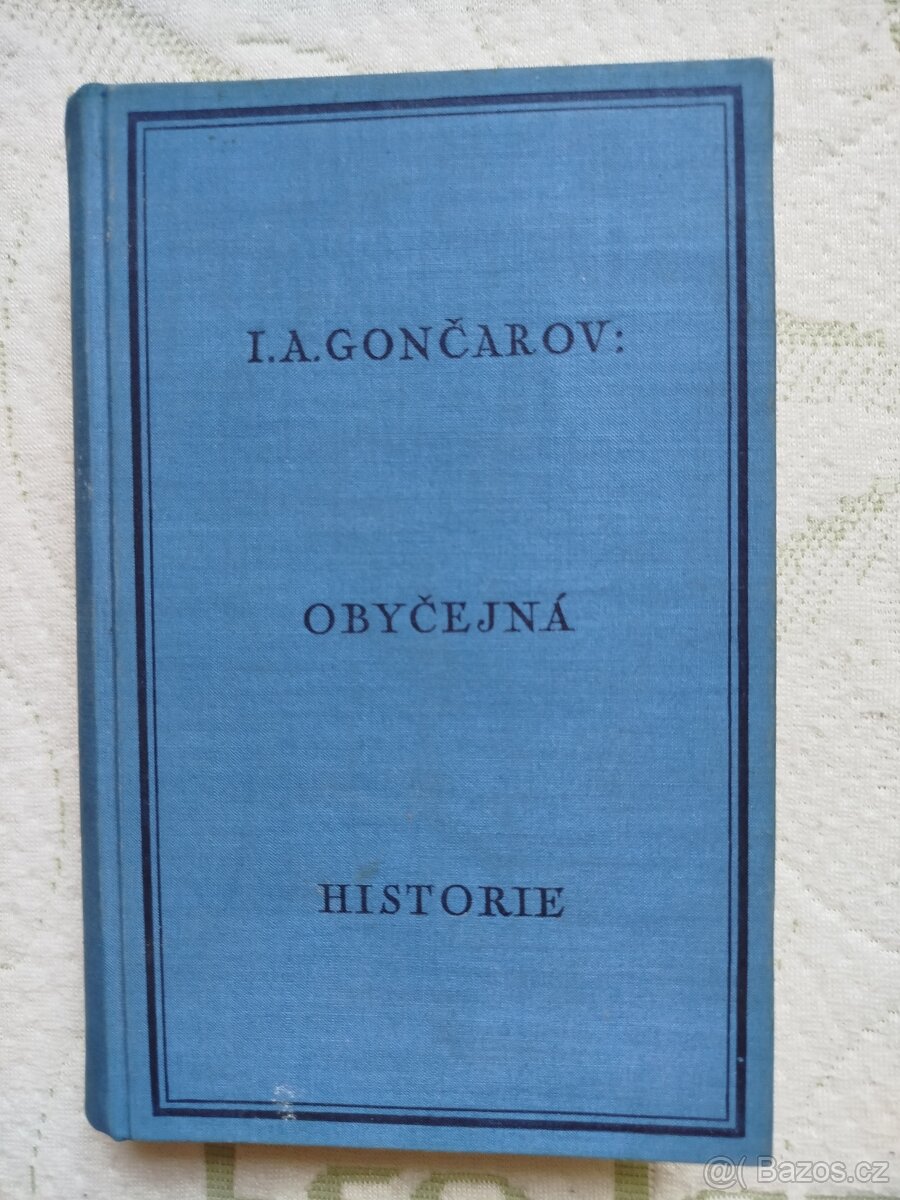 I.A.GONČAROV:
OBYČEJNÁ
HISTORIE
@( Bazos.cz